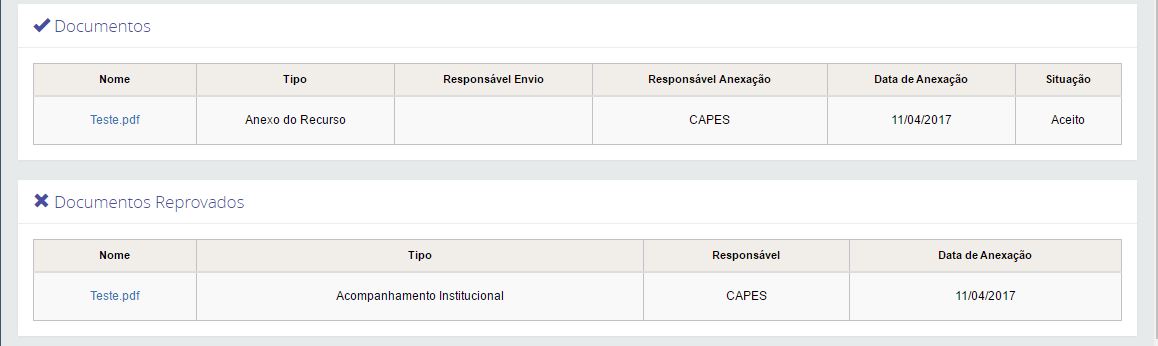 Documentos
Nome Tipo Responsável Envio Responsável Anexação Data de Anexação Situação
Teste.pdf Anexo do Recurso CAPES 11/04/2017 Aceito
Documentos Reprovados
Nome Tipo Responsável Data de Anexação
Teste.pdf Acompanhamento Institucional CAPES 11/04/2017